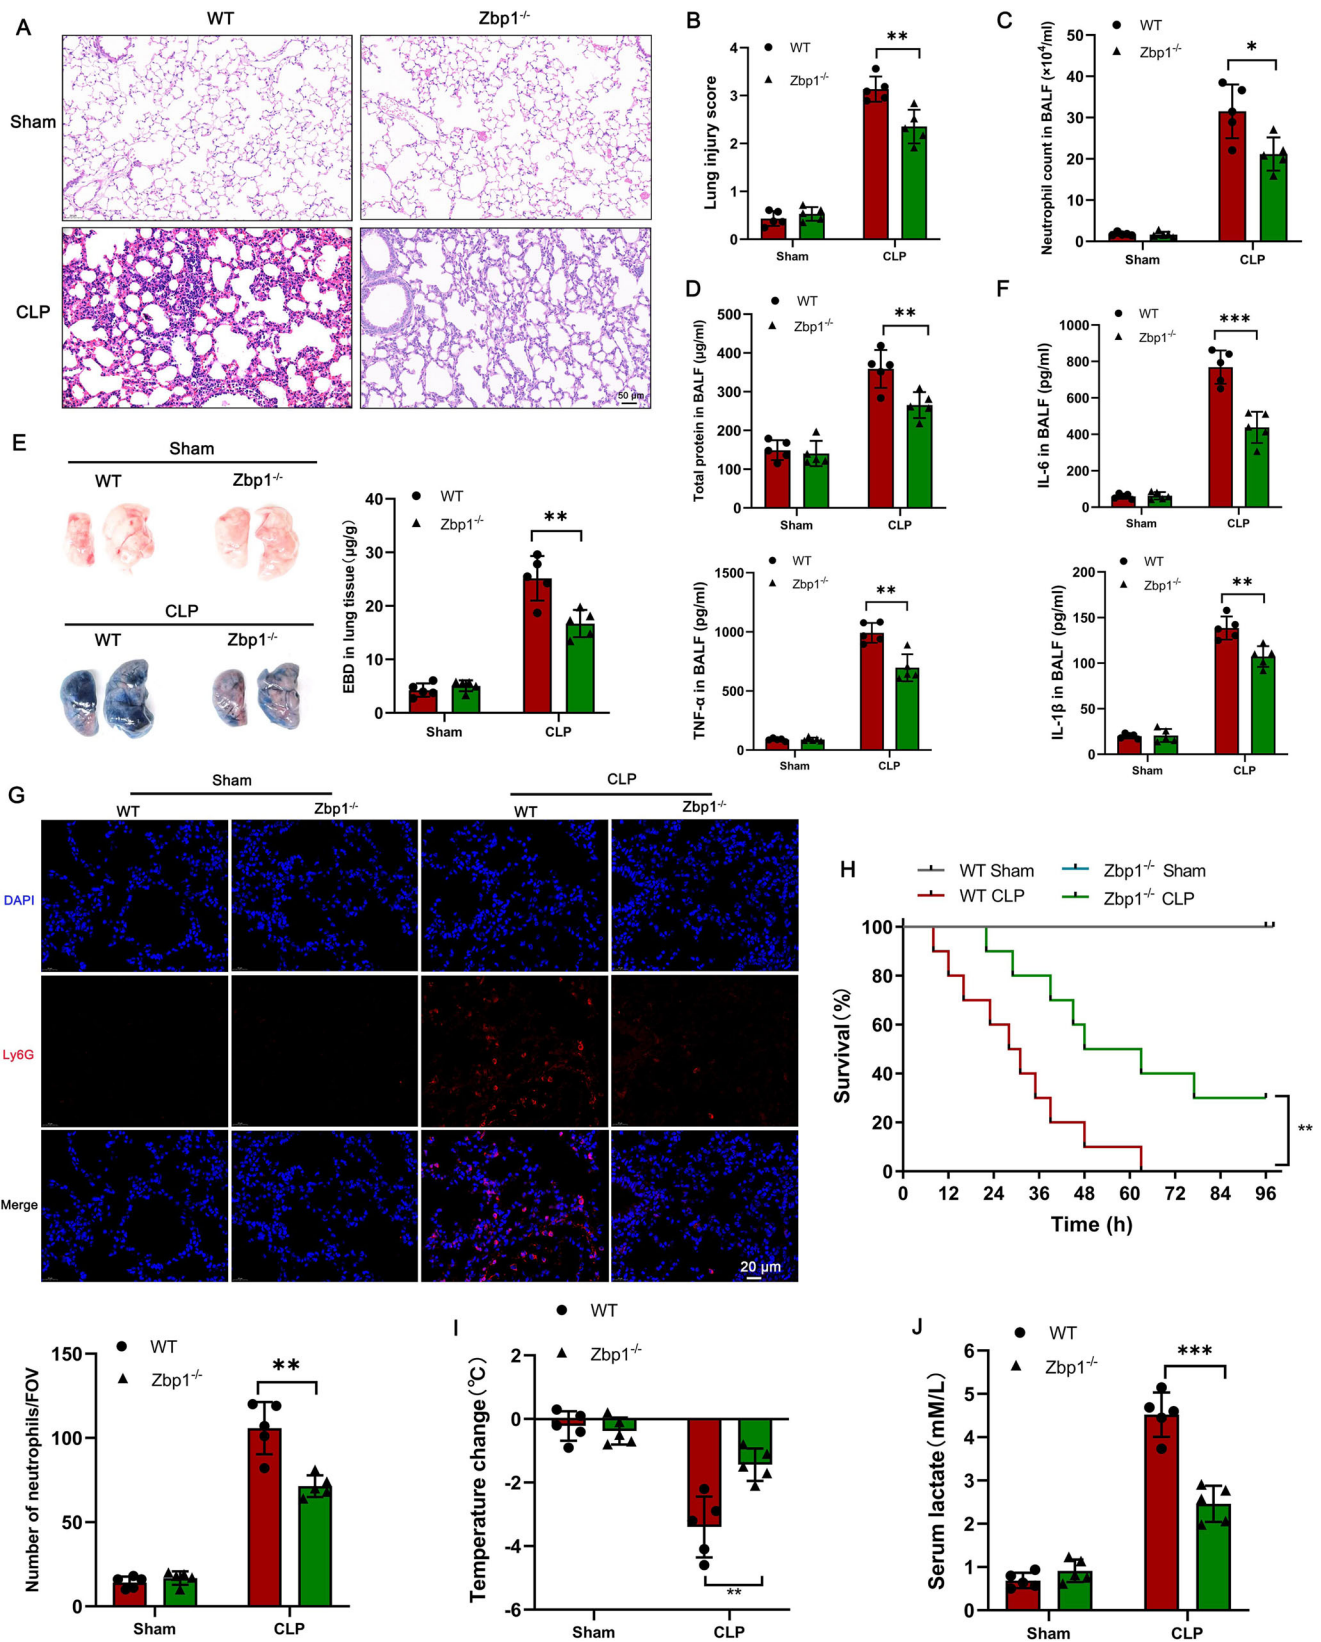 A
WT
Zbp1-/-
Sham
CLP
50 μm
B
WT
Zbp1-/-
**
Lung injury score
4
3
2
1
0
Sham
CLP
C
WT
Zbp1-/-
*
Neutrophil count in BALF (×10⁴/ml)
50
40
30
20
10
0
Sham
CLP
D
WT
Zbp1-/-
**
Total protein in BALF (μg/ml)
500
400
300
200
100
0
Sham
CLP
F
WT
Zbp1-/-
***
IL-6 in BALF (pg/ml)
1000
800
600
400
200
0
Sham
CLP
E
Sham
WT
Zbp1-/-
CLP
WT
Zbp1-/-
WT
Zbp1-/-
**
EBD in lung tissue (μg/g)
40
30
20
10
0
Sham
CLP
WT
Zbp1-/-
**
TNF-α in BALF (pg/ml)
1500
1000
500
0
Sham
CLP
WT
Zbp1-/-
**
IL-1β in BALF (pg/ml)
200
150
100
50
0
Sham
CLP
G
Sham
CLP
WT
Zbp1-/-
WT
Zbp1-/-
DAPI
Ly6G
Merge
20 μm
H
WT Sham
Zbp1-/- Sham
WT CLP
Zbp1-/- CLP
Survival (%)
100
80
60
40
20
0
**
0 12 24 36 48 60 72 84 96
Time (h)
WT
Zbp1-/-
**
Number of neutrophils/FOV
150
100
50
0
Sham
CLP
I
WT
Zbp1-/-
Temperature change (℃)
2
0
-2
-4
-6
**
Sham
CLP
J
WT
Zbp1-/-
***
Serum lactate (mM/L)
6
5
4
3
2
1
0
Sham
CLP